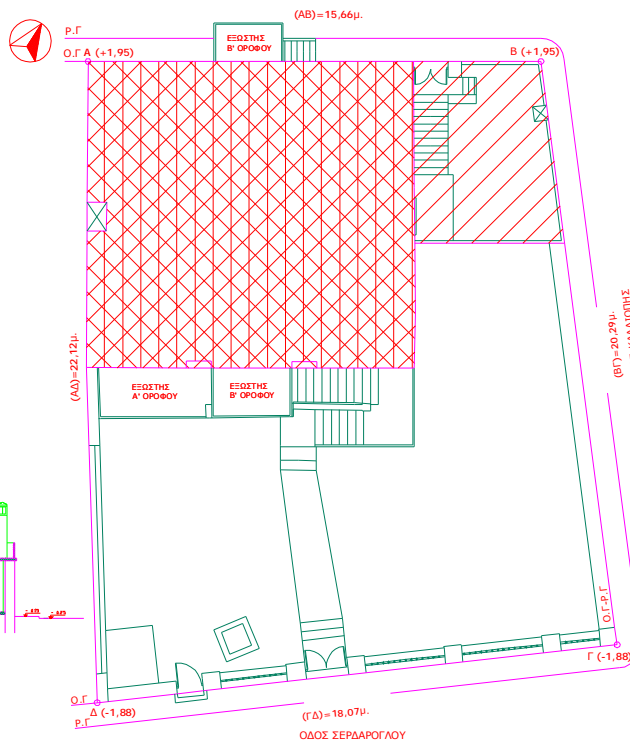 (ΑΒ)=15,66μ.
Ρ.Γ
ΕΞΩΣΤΗΣ
Β' ΟΡΟΦΟΥ
Ο.Γ Α (+1,95)
Β (+1,95)
(ΑΔ)=22,12μ.
(ΒΓ)=20,29μ.
ΕΞΩΣΤΗΣ
Α' ΟΡΟΦΟΥ
ΕΞΩΣΤΗΣ
Β' ΟΡΟΦΟΥ
Ο.Γ-Ρ.Γ
Γ (-1,88)
Ο.Γ
Δ (-1,88)
Ρ.Γ
(ΓΔ)=18,07μ.
ΟΔΟΣ ΣΕΡΔΑΡΟΓΛΟΥ